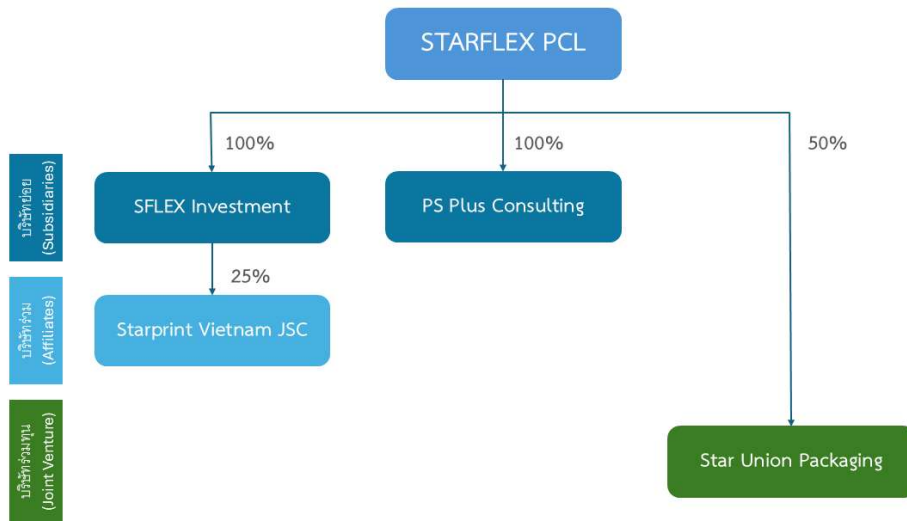 STARFLEX PCL
100%
100%
50%
บริษัทย่อย
(Subsidiaries)
SFLEX Investment
PS Plus Consulting
25%
บริษัทร่วม
(Affiliates)
Starprint Vietnam JSC
บริษัทร่วมทุน
(Joint Venture)
Star Union Packaging